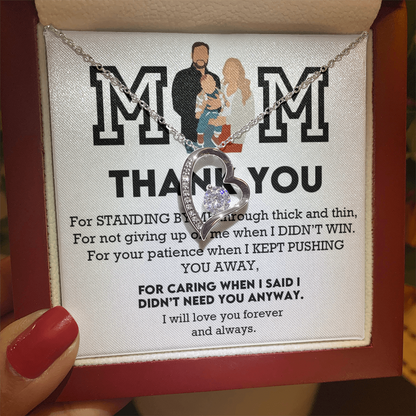 M M
THANK YOU
For STANDING BY ME through thick and thin,
For not giving up on me when I DIDN'T WIN.
For your patience when I KEPT PUSHING
YOU AWAY,
FOR CARING WHEN I SAID I
DIDN'T NEED YOU ANYWAY.
I will love you forever
and always.